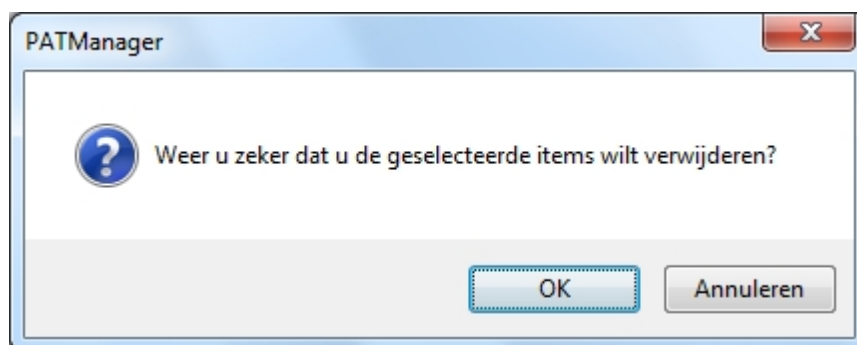 PATManager
Weer u zeker dat u de geselecteerde items wilt verwijderen?
OK
Annuleren